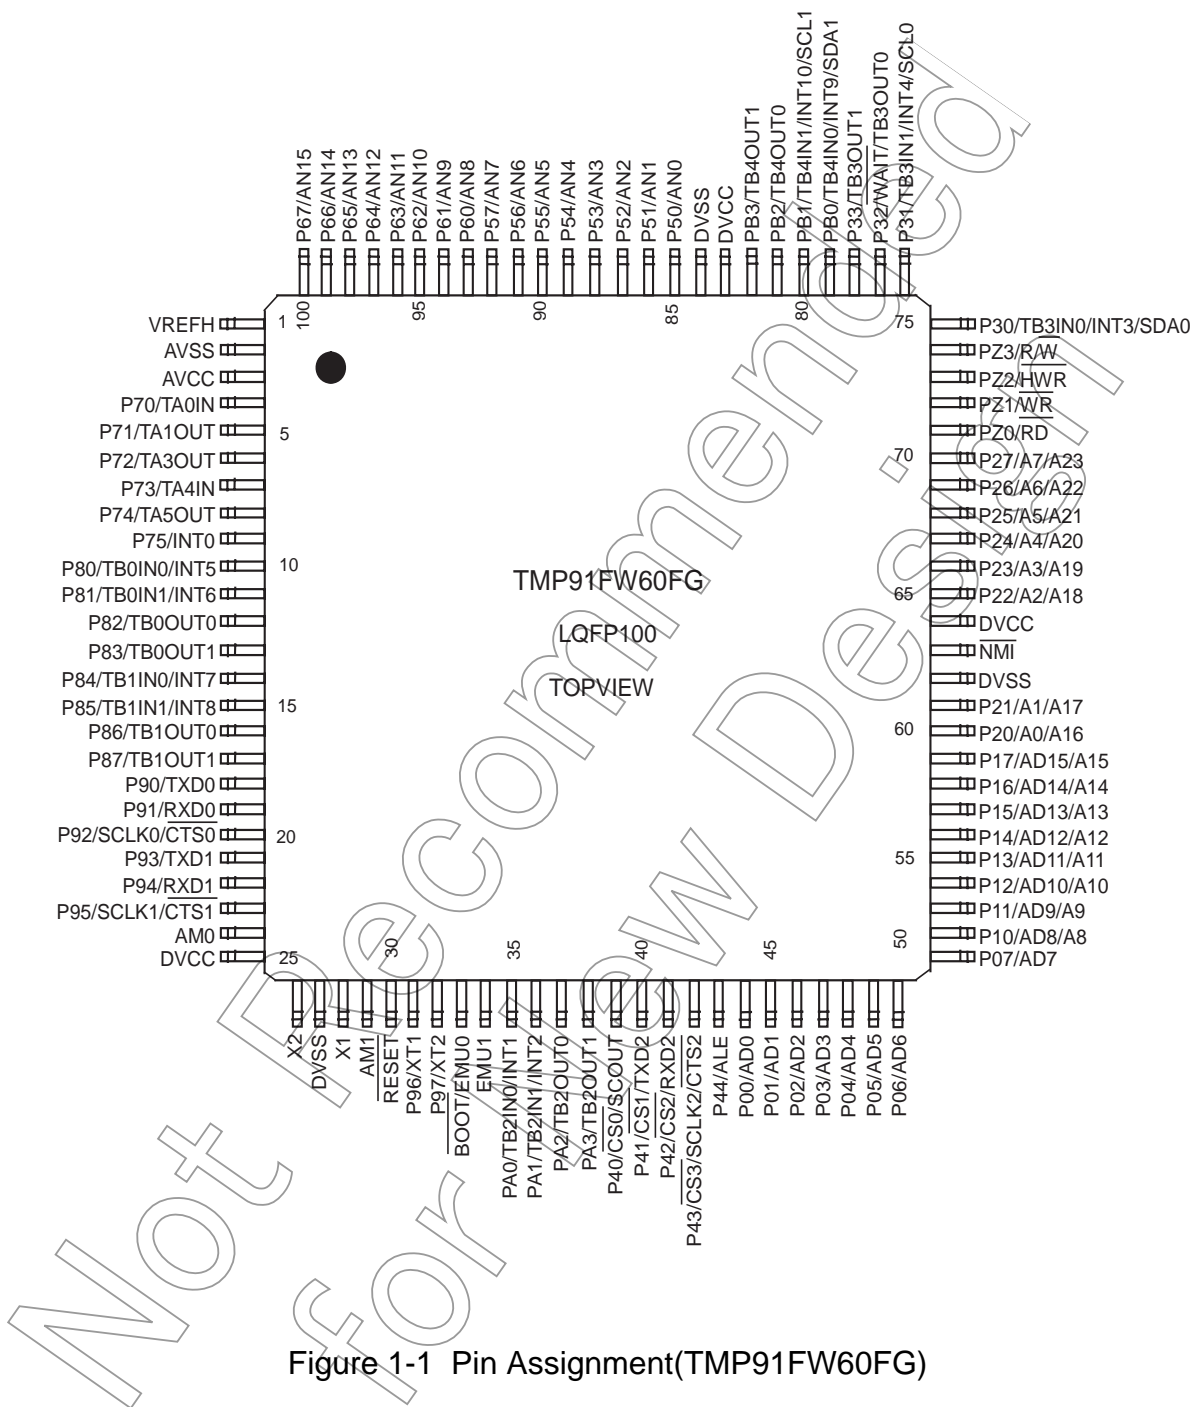 P67/AN15
P66/AN14
P65/AN13
P64/AN12
P63/AN11
P62/AN10
P61/AN9
P60/AN8
P57/AN7
P56/AN6
P55/AN5
P54/AN4
P53/AN3
P52/AN2
P51/AN1
P50/AN0
DVSS
DVCC
PB3/TB4OUT1
PB2/TB4OUT0
PB1/TB4IN1/INT10/SCL1
PB0/TB4IN0/INT9/SDA1
P33/TB3OUT1
P32/WAIT/TB3OUT0
P31/TB3IN1/INT4/SCL0
100
95
90
85
80
VREFH
AVSS
AVCC
P70/TA0IN
P71/TA1OUT
P72/TA3OUT
P73/TA4IN
P74/TA5OUT
P75/INT0
P80/TB0IN0/INT5
P81/TB0IN1/INT6
P82/TB0OUT0
P83/TB0OUT1
P84/TB1IN0/INT7
P85/TB1IN1/INT8
P86/TB1OUT0
P87/TB1OUT1
P90/TXD0
P91/RXD0
P92/SCLK0/CTS0
P93/TXD1
P94/RXD1
P95/SCLK1/CTS1
AM0
DVCC
1
5
10
15
20
25
TMP91FW60FG
LQFP100
TOPVIEW
75
70
65
60
55
50
P30/TB3IN0/INT3/SDA0
PZ3/R/W
PZ2/HWR
PZ1/WR
PZ0/RD
P27/A7/A23
P26/A6/A22
P25/A5/A21
P24/A4/A20
P23/A3/A19
P22/A2/A18
DVCC
NMI
DVSS
P21/A1/A17
P20/A0/A16
P17/AD15/A15
P16/AD14/A14
P15/AD13/A13
P14/AD12/A12
P13/AD11/A11
P12/AD10/A10
P11/AD9/A9
P10/AD8/A8
P07/AD7
30
35
40
45
X2
DVSS
X1
AM1
RESET
P96/XT1
P97/XT2
BOOT/EMU0
EMU1
PA0/TB2IN0/INT1
PA1/TB2IN1/INT2
PA2/TB2OUT0
PA3/TB2OUT1
P40/CS0/SCOUT
P41/CS1/TXD2
P42/CS2/RXD2
P43/CS3/SCLK2/CTS2
P44/ALE
P00/AD0
P01/AD1
P02/AD2
P03/AD3
P04/AD4
P05/AD5
P06/AD6
Not Recommended
for New Design
Figure 1-1 Pin Assignment(TMP91FW60FG)